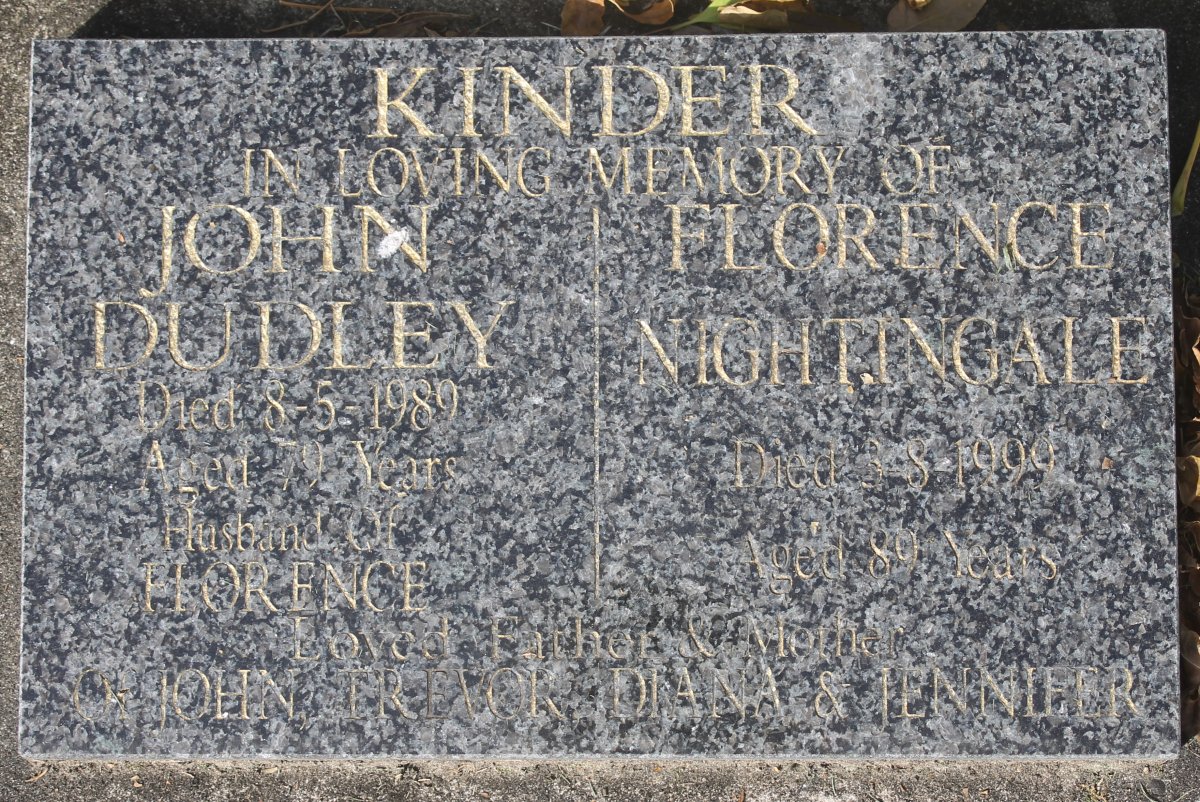 KINDER
IN LOVING MEMORY OF
JOHN
DUDLEY
Died 8-5-1989
Aged 79 Years
Husband Of
FLORENCE
FLORENCE
NIGHTINGALE
Died 3-8-1999
Aged 89 Years
Loved Father & Mother
Of JOHN, TREVOR, DIANA & JENNIFER